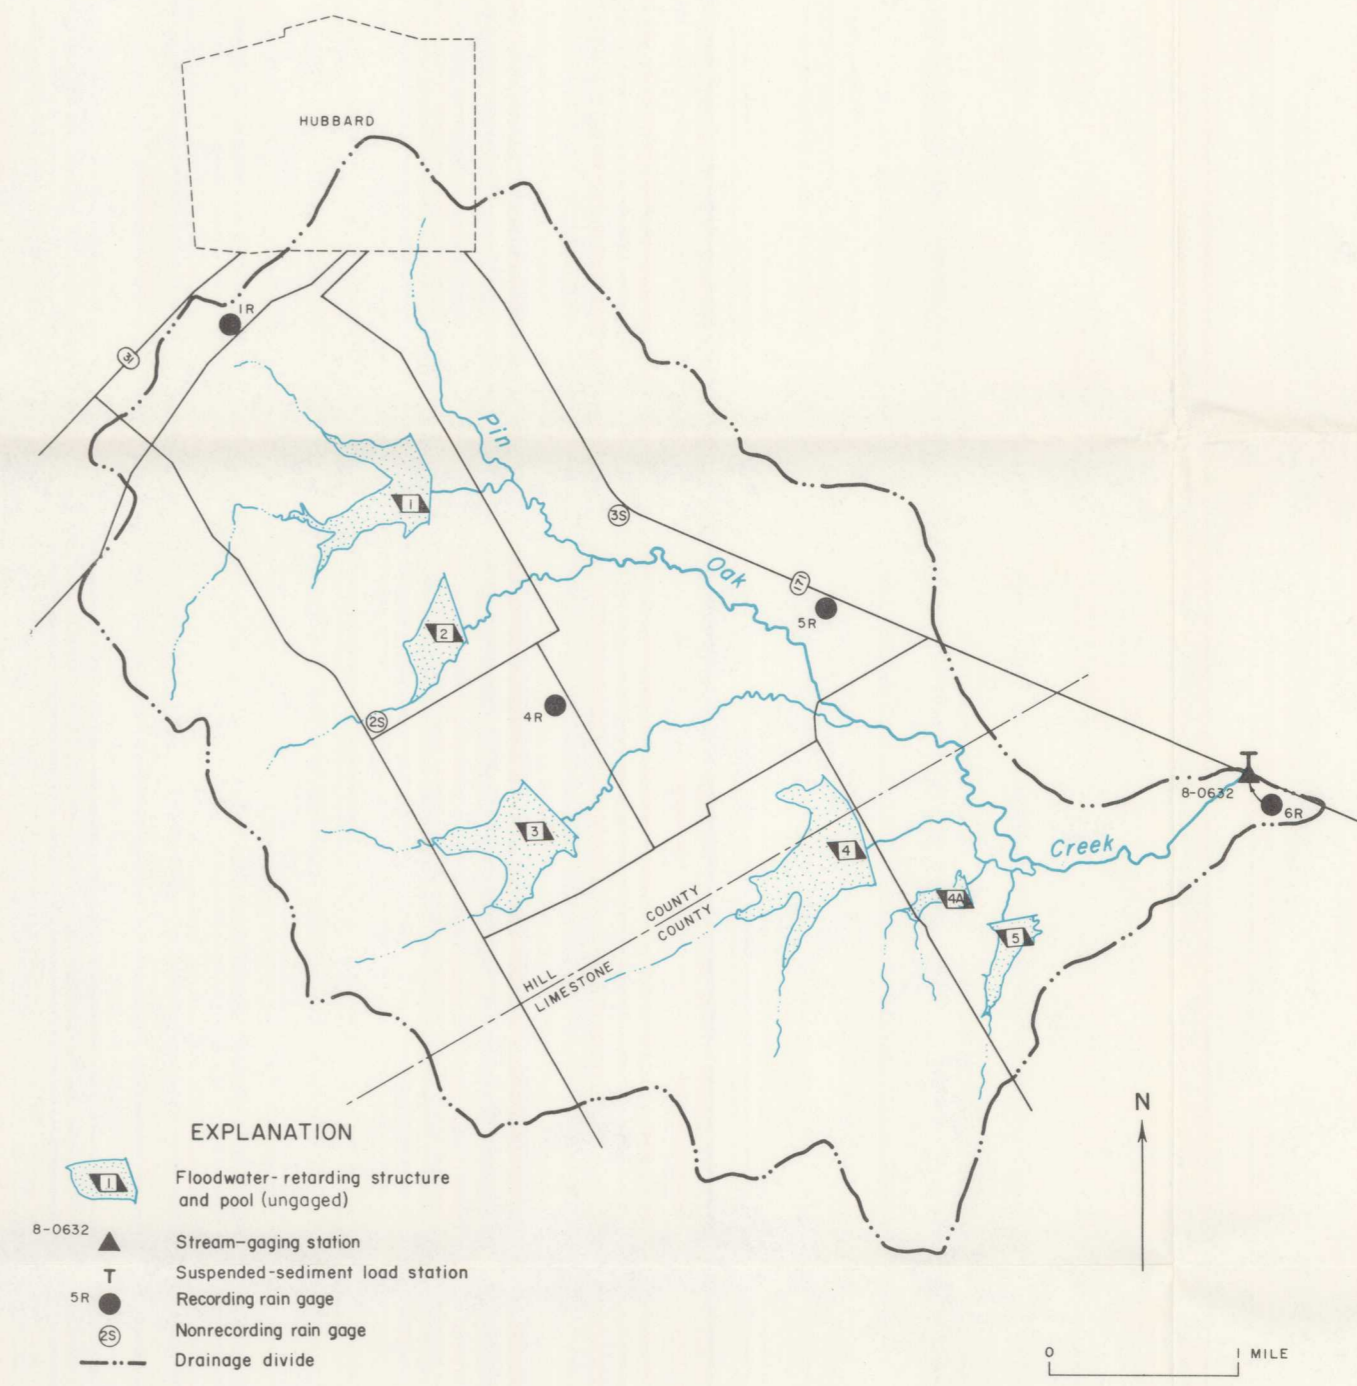 HUBBARD
1R
31
Pin
1
3S
Oak
171
5R
2
2S
4R
8-0632
6R
3
4
Creek
COUNTY
COUNTY
4A
5
HILL
LIMESTONE
N
EXPLANATION
1
Floodwater-retarding structure
and pool (ungaged)
8-0632
Stream-gaging station
T
Suspended-sediment load station
5R
Recording rain gage
2S
Nonrecording rain gage
Drainage divide
0 1 MILE